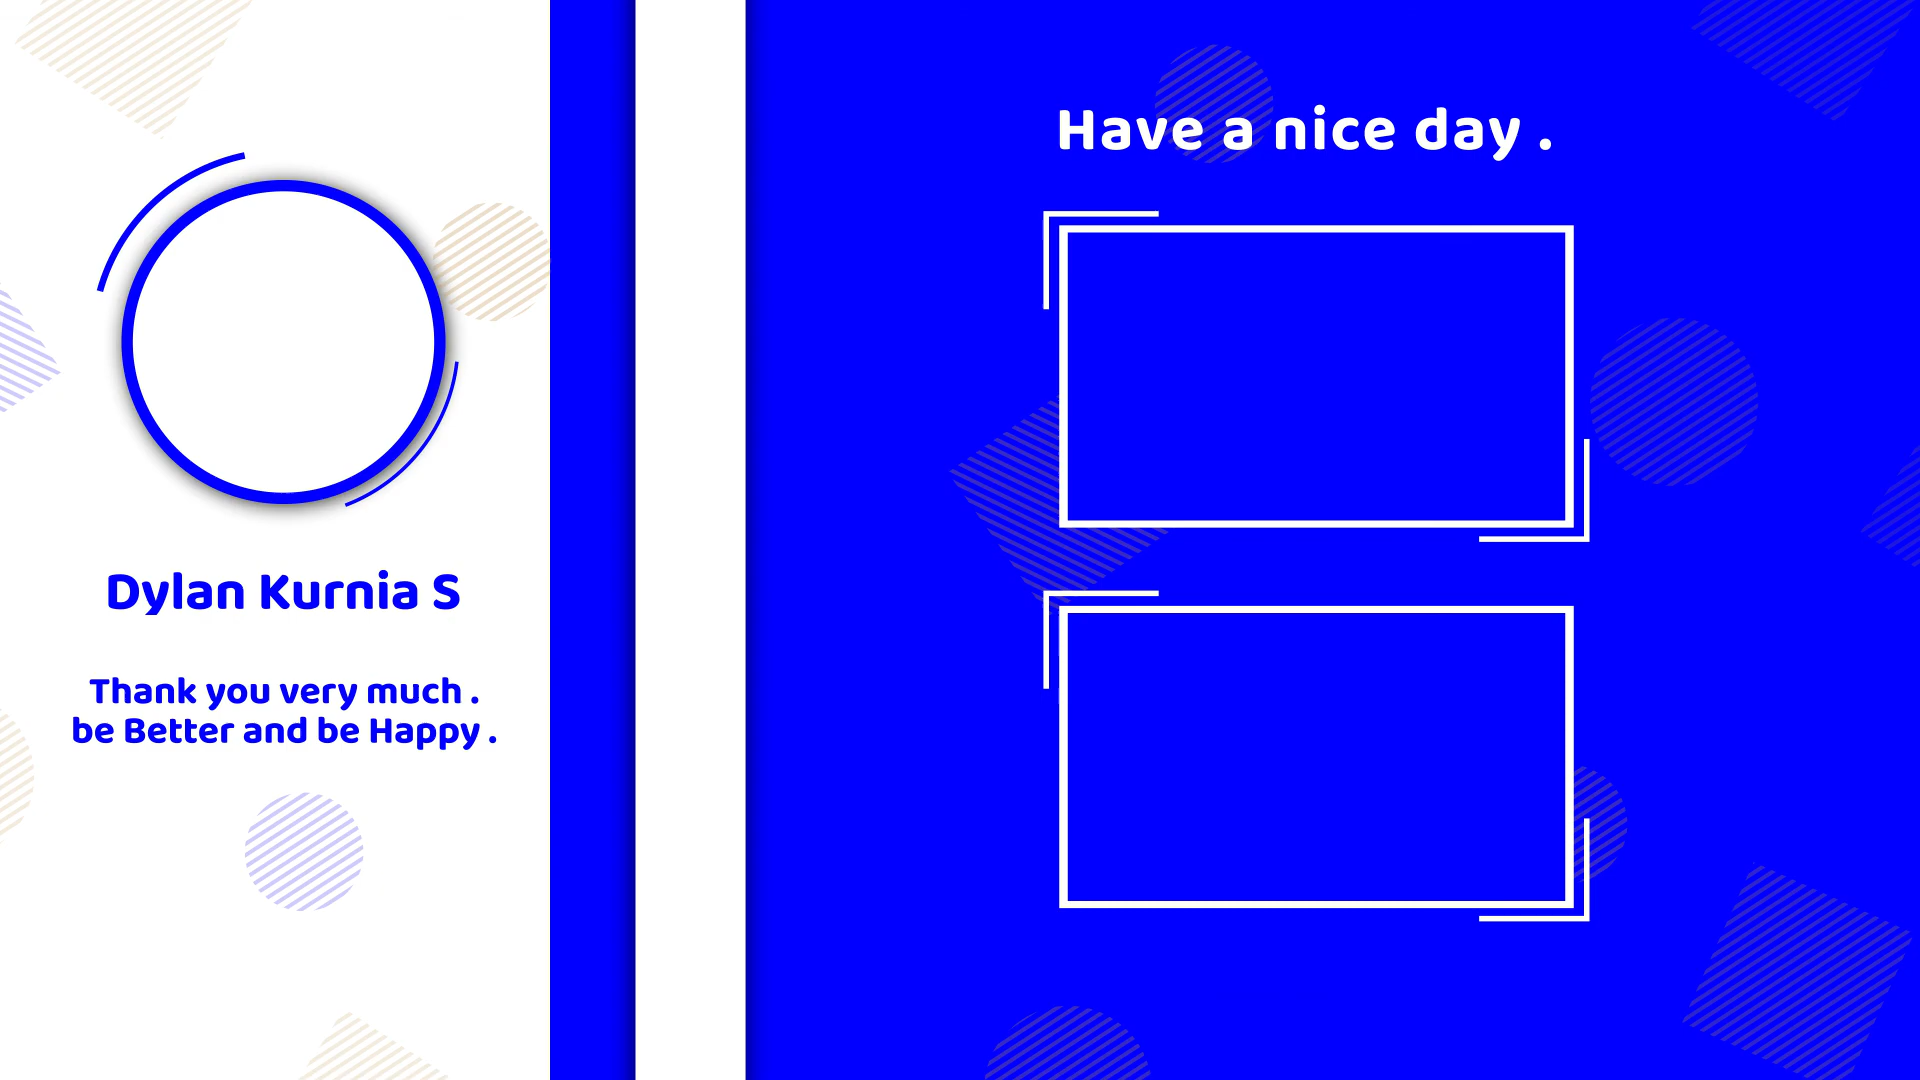 Have a nice day .
Dylan Kurnia S
Thank you very much .
be Better and be Happy .